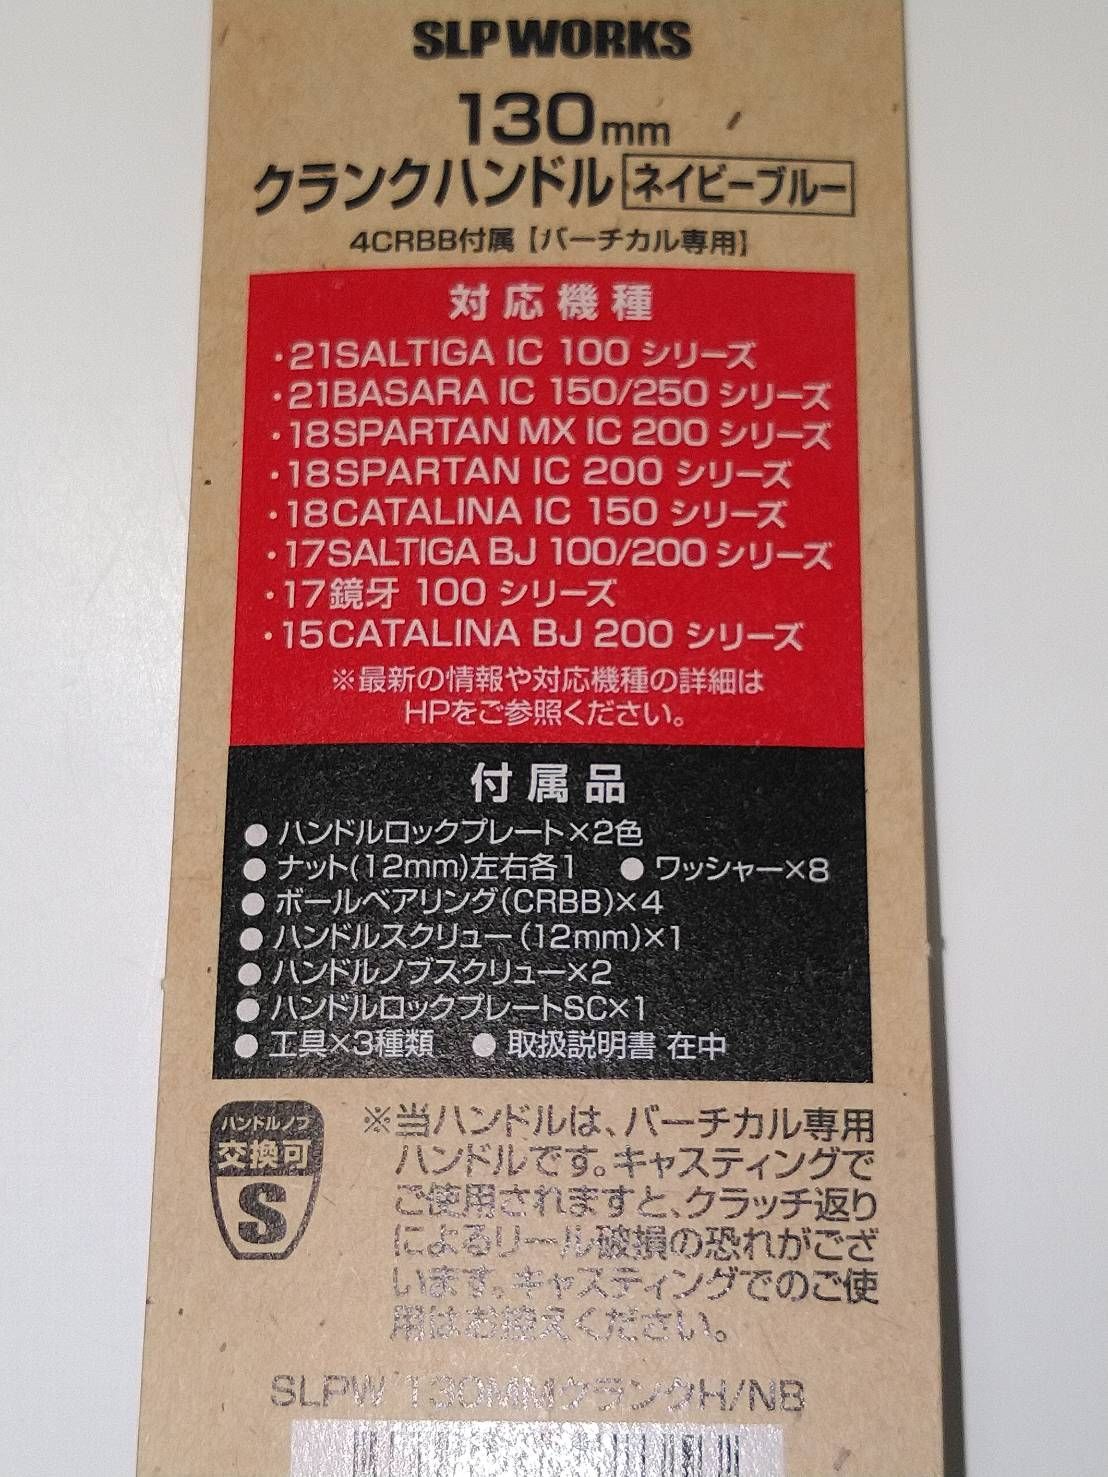 SLP WORKS
130mm
クランクハンドル ネイビーブルー
4CRBB付属【バーチカル専用】
対応機種
・21SALTIGA IC 100 シリーズ
・21BASARA IC 150/250 シリーズ
・18SPARTAN MX IC 200 シリーズ
・18SPARTAN IC 200 シリーズ
・18CATALINA IC 150 シリーズ
・17SALTIGA BJ 100/200 シリーズ
・17鏡牙 100 シリーズ
・15CATALINA BJ 200 シリーズ
※最新の情報や対応機種の詳細は
HPをご参照ください。
付属品
● ハンドルロックプレート×2色
● ナット(12mm)左右各1 ● ワッシャー×8
● ボールベアリング(CRBB)×4
● ハンドルスクリュー(12mm)×1
● ハンドルノブスクリュー×2
● ハンドルロックプレートSC×1
● 工具×3種類 ● 取扱説明書 在中
ハンドルノブ
交換可
S
※当ハンドルは、バーチカル専用
ハンドルです。キャスティングで
ご使用されますと、クラッチ返り
によるリール破損の恐れがござ
います。キャスティングでのご使
用はお控えください。
SLPW 130MMクランクH/NB